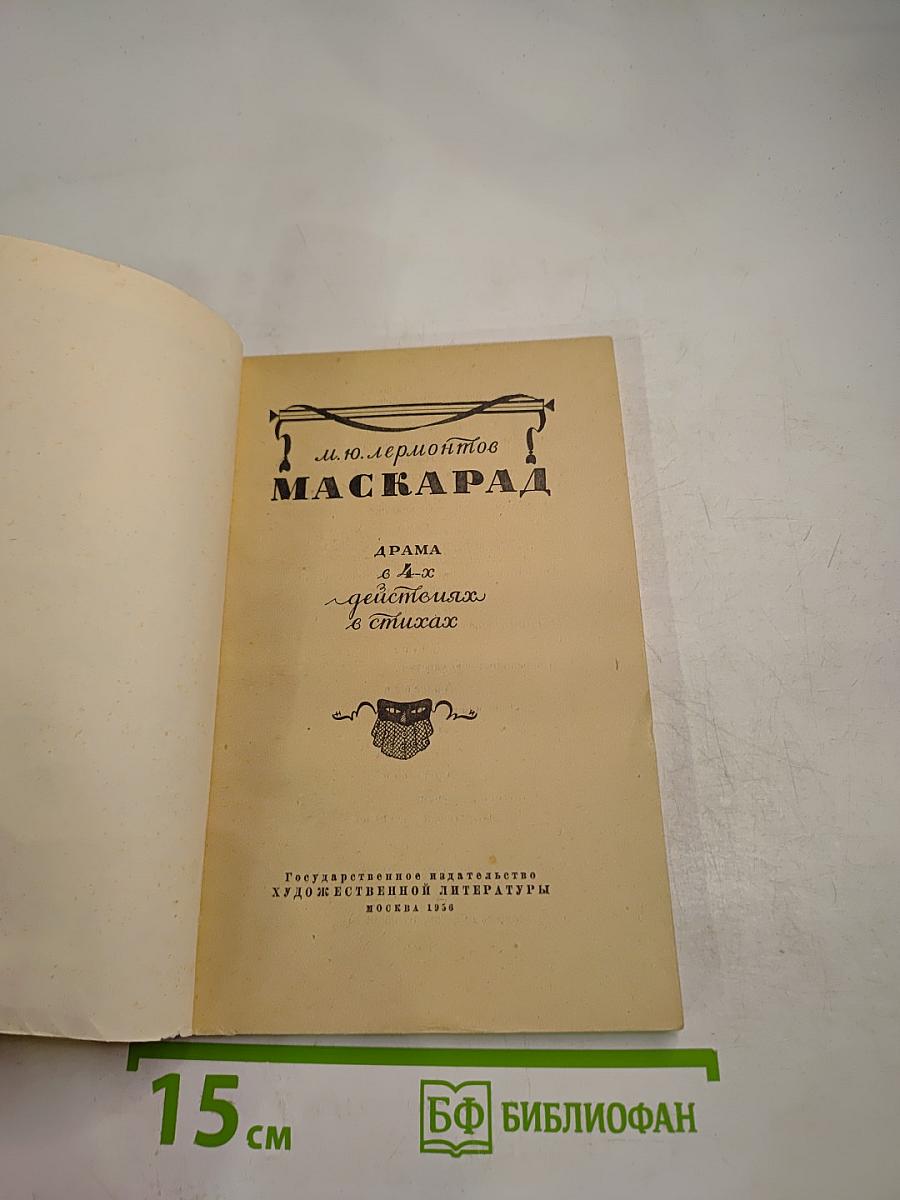 М. Ю. Лермонтов
МАСКАРАД
ДРАМА
в 4-х
действиях
в стихах
Государственное издательство
ХУДОЖЕСТВЕННОЙ ЛИТЕРАТУРЫ
МОСКВА 1956
15 см
БФ БИБЛИОФАН